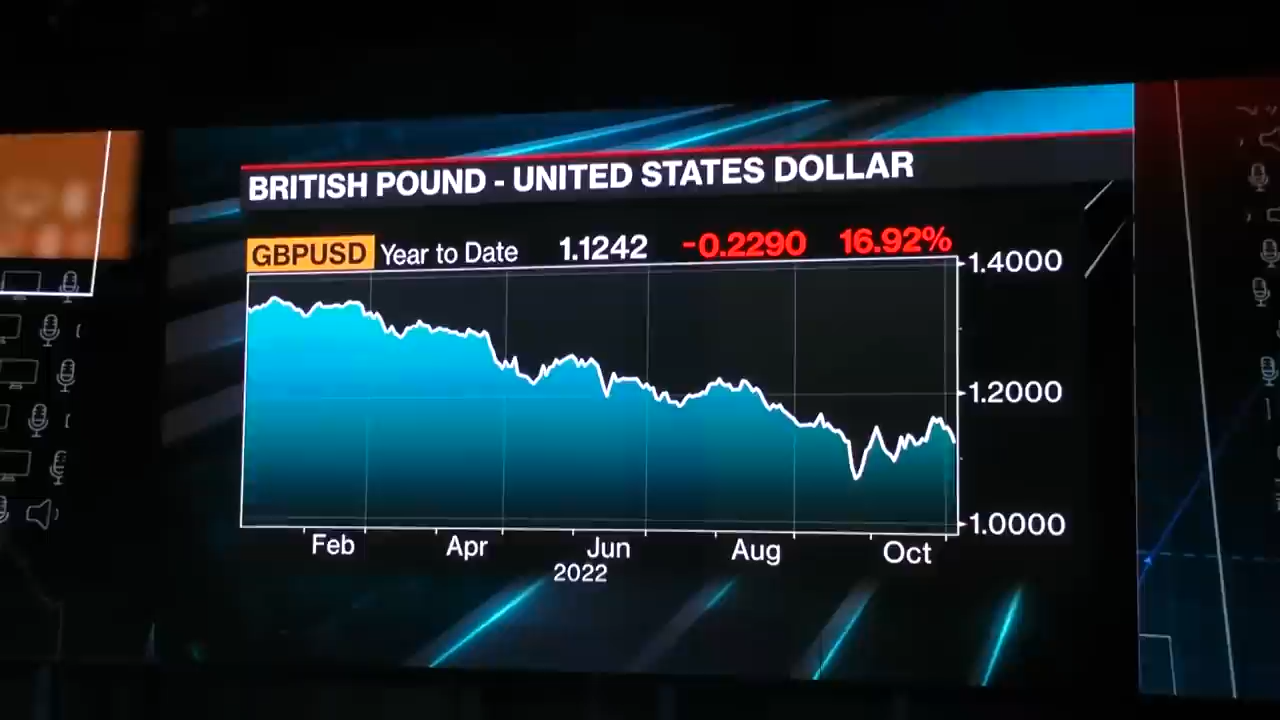 BRITISH POUND - UNITED STATES DOLLAR
GBPUSD Year to Date 1.1242 -0.2290 16.92%
1.4000
1.2000
1.0000
Feb Apr Jun Aug Oct
2022